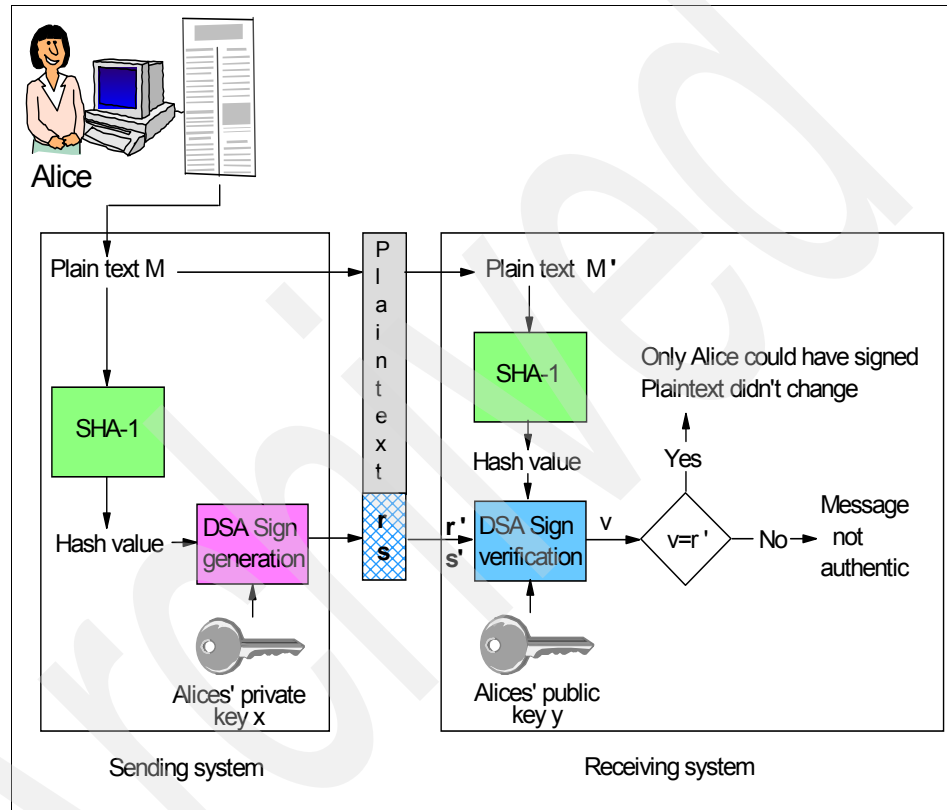 Alice
Plain text M
SHA-1
Hash value
DSA Sign
generation
Alices' private
key x
Sending system
Plaintext
r
s
Plain text M '
SHA-1
Hash value
r '
s'
DSA Sign
verification
Alices' public
key y
v
v=r '
Yes
Only Alice could have signed
Plaintext didn't change
No
Message
not
authentic
Receiving system
rchived